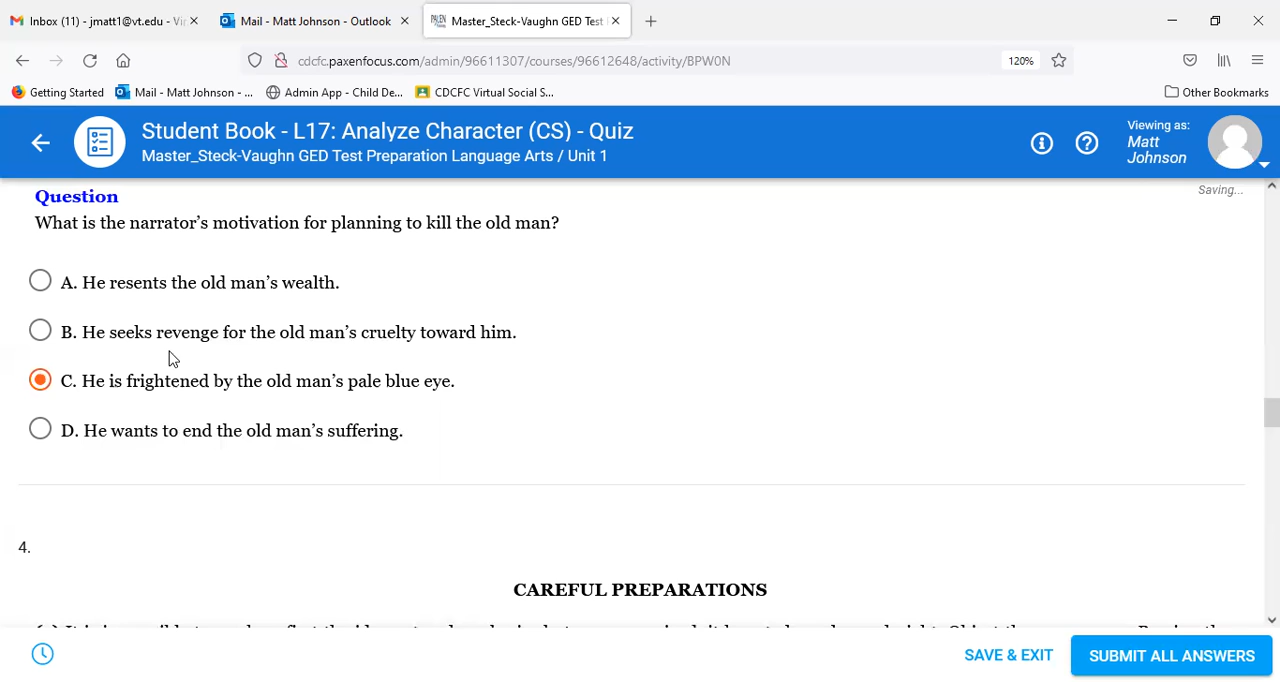 Inbox (11) - jmatt1@vt.edu - Vir
Mail - Matt Johnson - Outlook
Master_Steck-Vaughn GED Test
cdcfc.paxenfocus.com/admin/96611307/courses/96612648/activity/BPW0N
120%
Getting Started
Mail - Matt Johnson - ...
Admin App - Child De...
CDCFC Virtual Social S...
Other Bookmarks
Student Book - L17: Analyze Character (CS) - Quiz
Master_Steck-Vaughn GED Test Preparation Language Arts / Unit 1
Viewing as:
Matt
Johnson
Saving...
Question
What is the narrator's motivation for planning to kill the old man?
A. He resents the old man's wealth.
B. He seeks revenge for the old man's cruelty toward him.
C. He is frightened by the old man's pale blue eye.
D. He wants to end the old man's suffering.
4.
CAREFUL PREPARATIONS
SAVE & EXIT
SUBMIT ALL ANSWERS